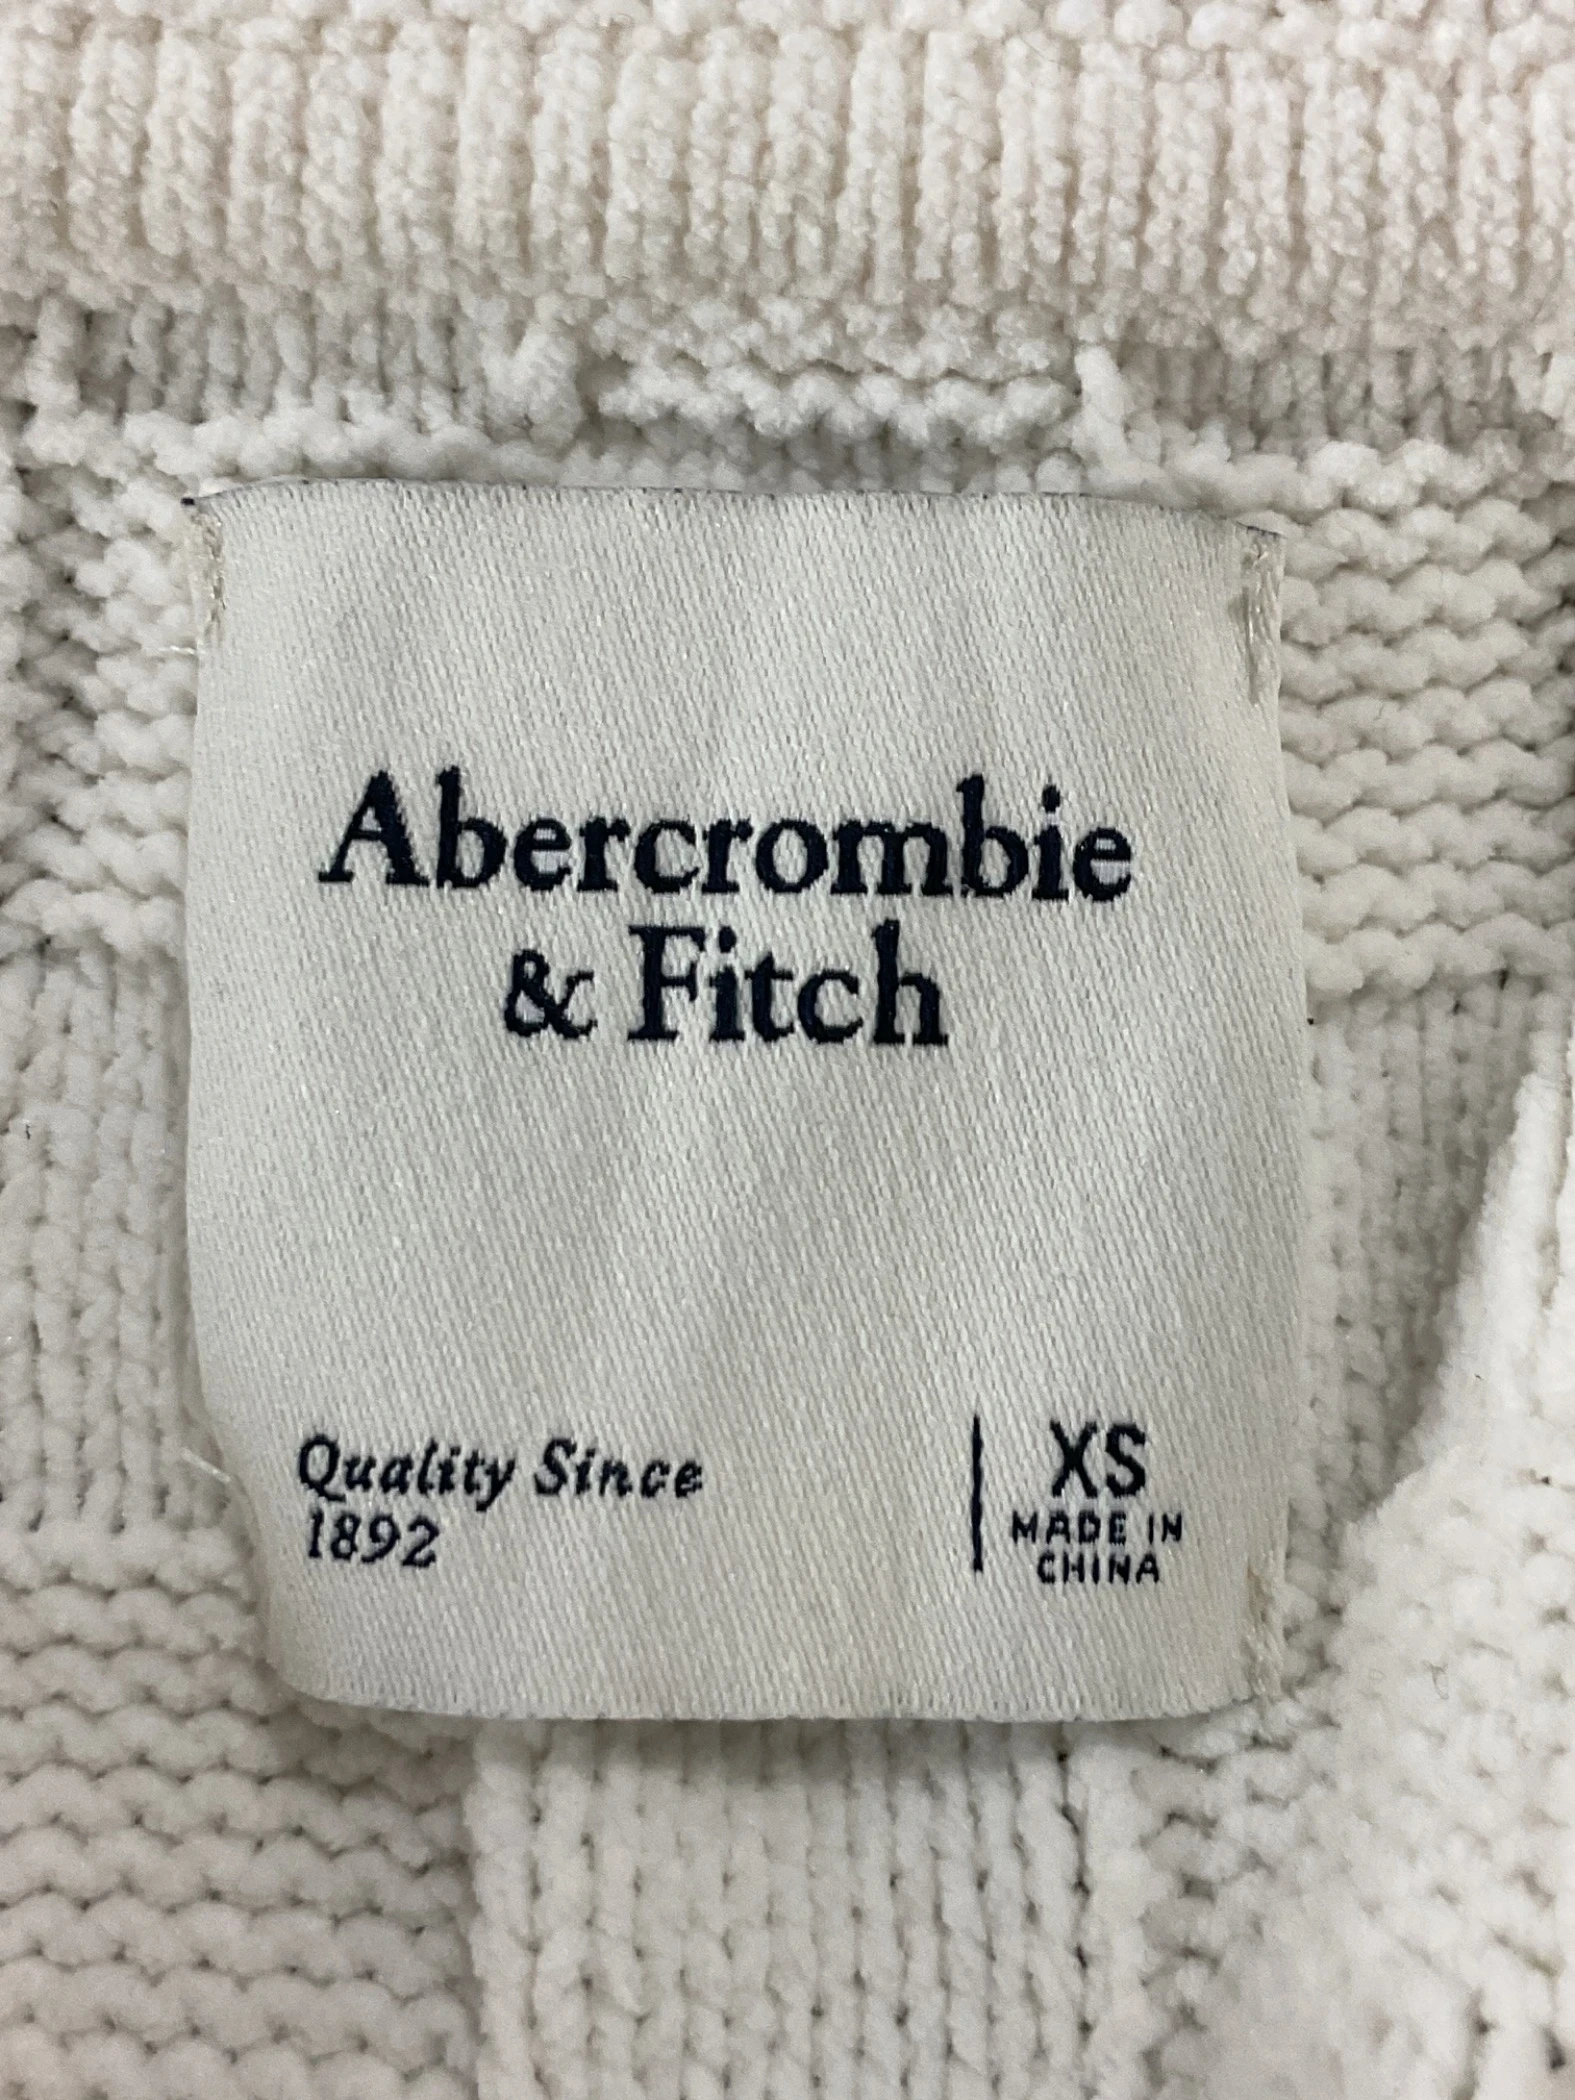 Abercrombie
& Fitch
Quality Since
1892
XS
MADE IN
CHINA